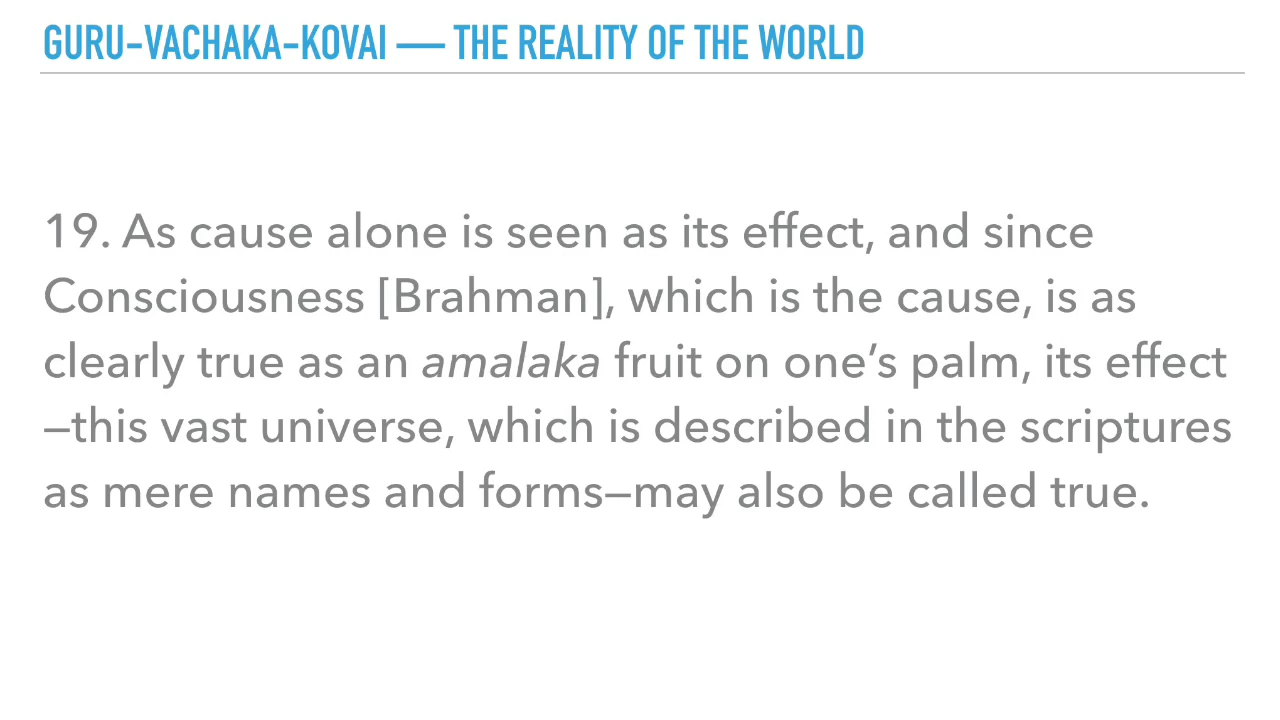 GURU-VACHAKA-KOVAI — THE REALITY OF THE WORLD
19. As cause alone is seen as its effect, and since
Consciousness [Brahman], which is the cause, is as
clearly true as an amalaka fruit on one’s palm, its effect
—this vast universe, which is described in the scriptures
as mere names and forms—may also be called true.